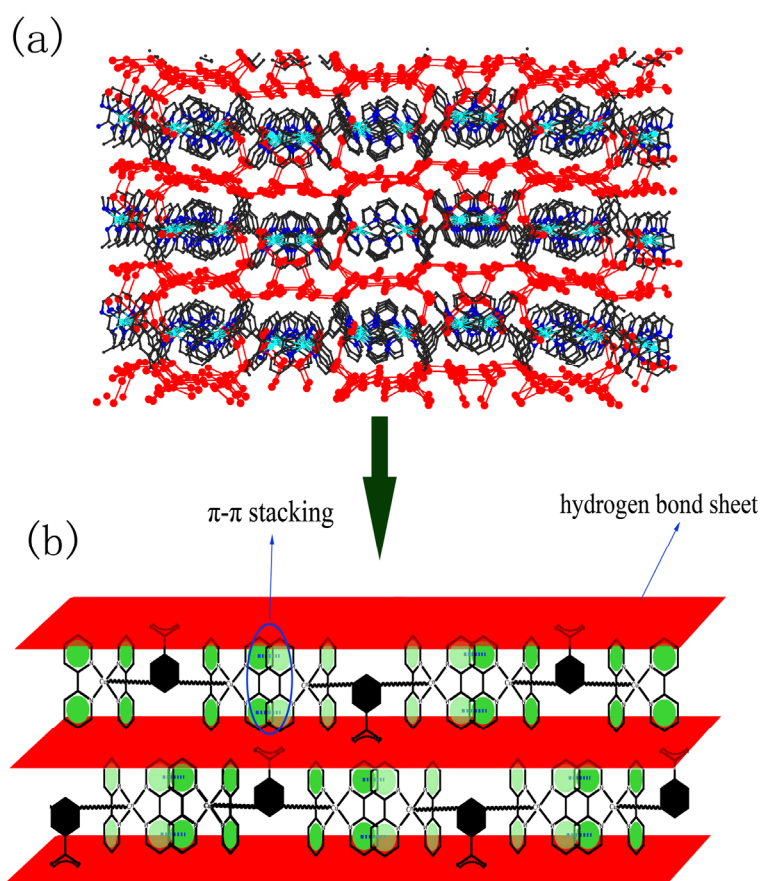 (a)
π-π stacking
hydrogen bond sheet
(b)